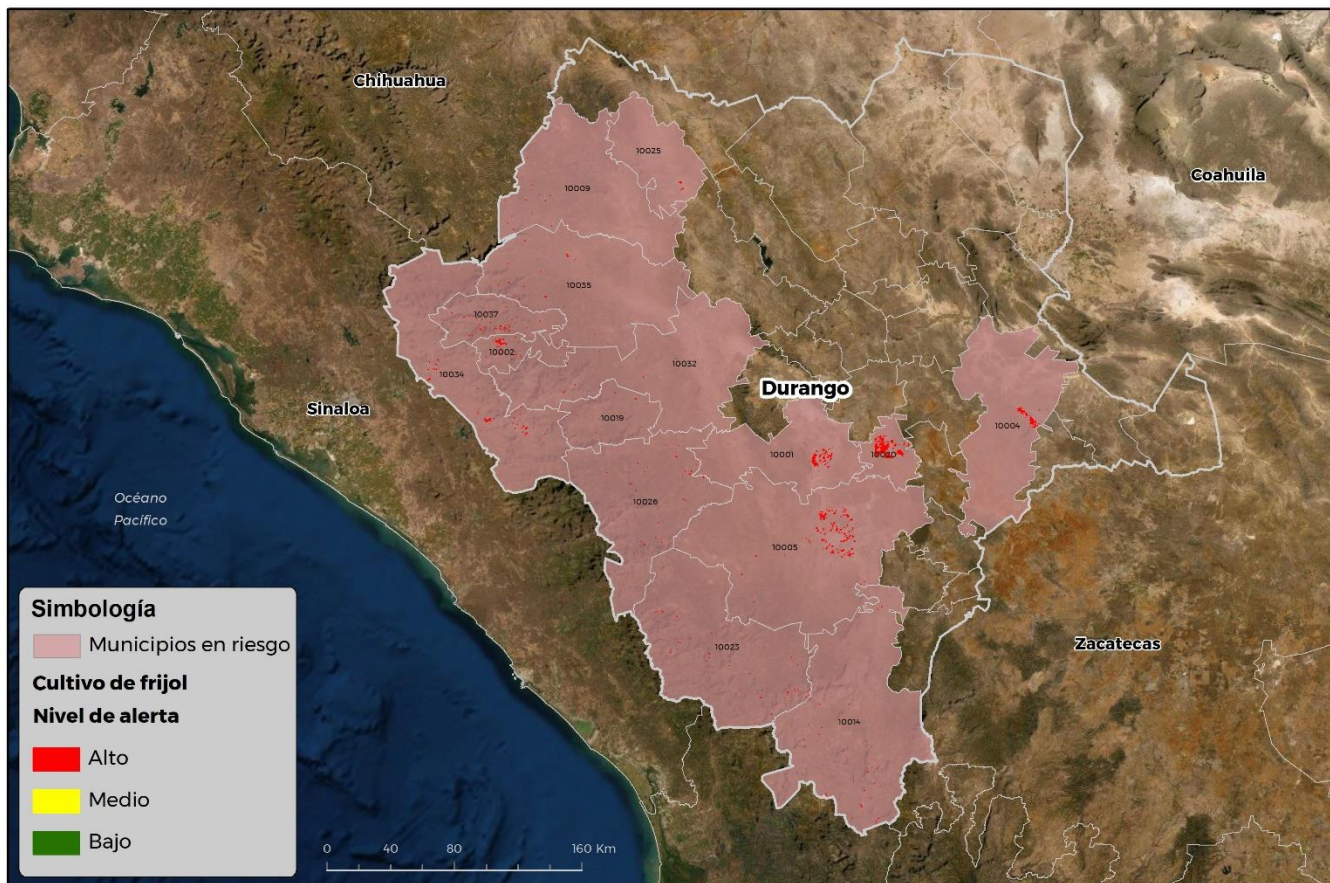 Chihuahua
Coahuila
10025
10009
10035
10037
10002
10034
10032
Durango
Sinaloa
10019
10004
10001
10020
Océano
Pacífico
10026
10005
10023
Zacatecas
10014
Simbología
Municipios en riesgo
Cultivo de frijol
Nivel de alerta
Alto
Medio
Bajo
0 40 80 160 Km